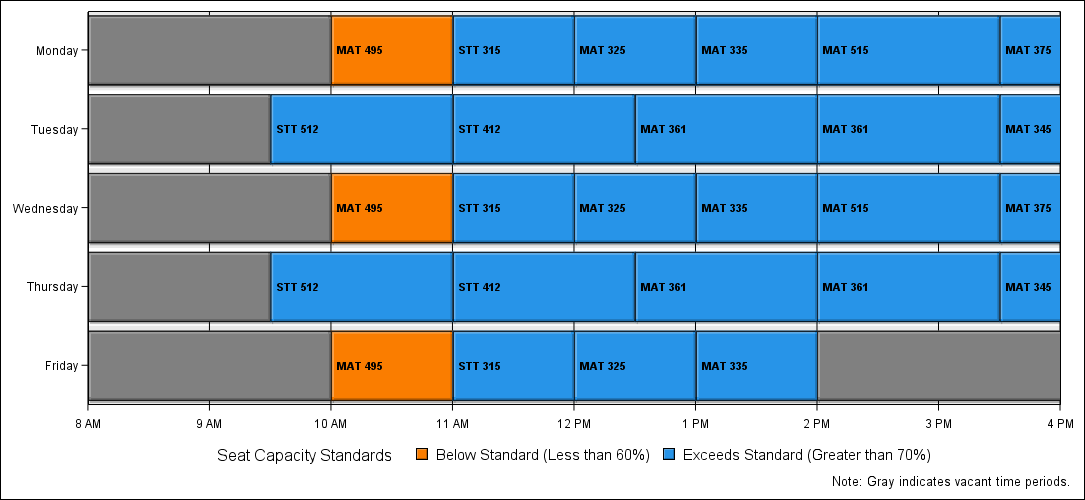 Monday MAT 495 STT 315 MAT 325 MAT 335 MAT 515 MAT 375
Tuesday STT 512 STT 412 MAT 361 MAT 361 MAT 345
Wednesday MAT 495 STT 315 MAT 325 MAT 335 MAT 515 MAT 375
Thursday STT 512 STT 412 MAT 361 MAT 361 MAT 345
Friday MAT 495 STT 315 MAT 325 MAT 335
8 AM 9 AM 10 AM 11 AM 12 PM 1 PM 2 PM 3 PM 4 PM
Seat Capacity Standards Below Standard (Less than 60%) Exceeds Standard (Greater than 70%)
Note: Gray indicates vacant time periods.